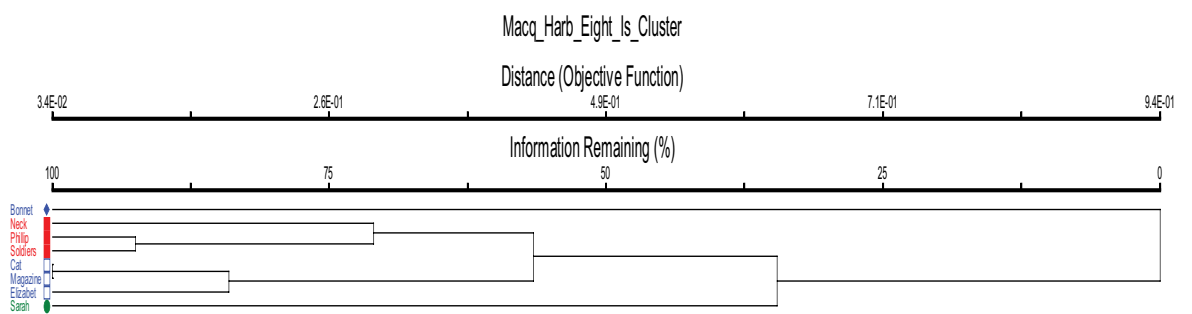 Macq_Harb_Eight_Is_Cluster
Distance (Objective Function)
3.4E-02 2.6E-01 4.9E-01 7.1E-01 9.4E-01
Information Remaining (%)
100 75 50 25 0
Bonnet
Neck
Philip
Soldiers
Cat
Magazine
Elizabet
Sarah